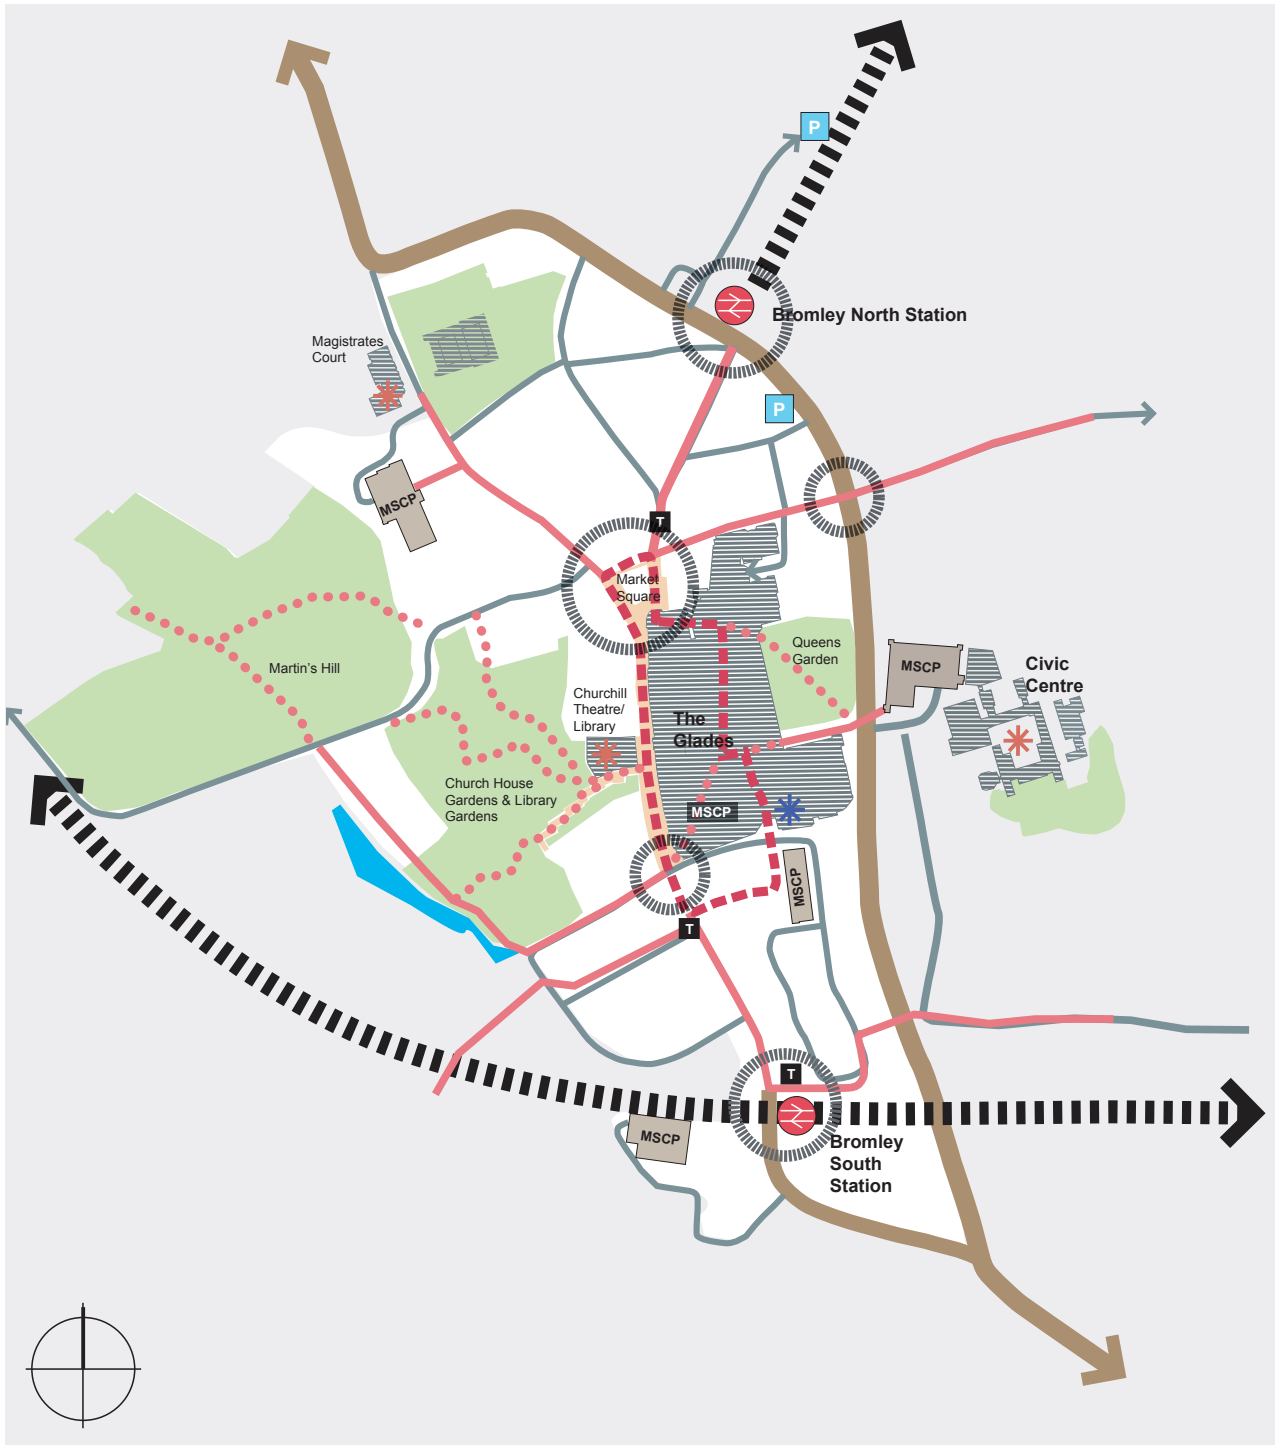 P
Bromley North Station
Magistrates
Court
P
MSCP
T
Market
Square
Queens
Garden
MSCP
Civic
Centre
Martin's Hill
Churchill
Theatre/
Library
The
Glades
Church House
Gardens & Library
Gardens
MSCP
MSCP
T
T
MSCP
Bromley
South
Station